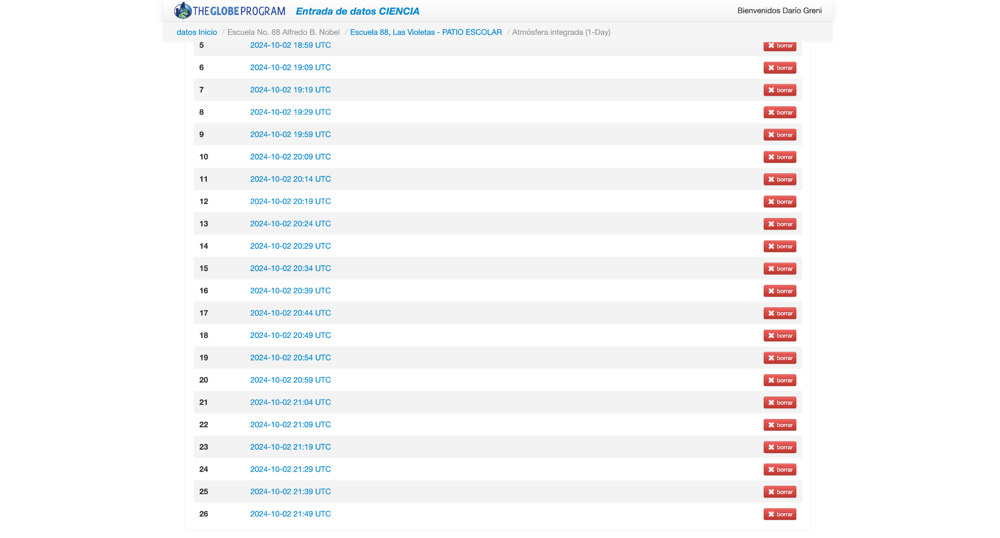 THE GLOBE PROGRAM Entrada de datos CIENCIA Bienvenidos Darío Greni
datos Inicio / Escuela No. 88 Alfredo B. Nobel / Escuela 88, Las Violetas - PATIO ESCOLAR / Atmósfera integrada (1-Day)
5 2024-10-02 18:59 UTC borrar
6 2024-10-02 19:09 UTC borrar
7 2024-10-02 19:19 UTC borrar
8 2024-10-02 19:29 UTC borrar
9 2024-10-02 19:59 UTC borrar
10 2024-10-02 20:09 UTC borrar
11 2024-10-02 20:14 UTC borrar
12 2024-10-02 20:19 UTC borrar
13 2024-10-02 20:24 UTC borrar
14 2024-10-02 20:29 UTC borrar
15 2024-10-02 20:34 UTC borrar
16 2024-10-02 20:39 UTC borrar
17 2024-10-02 20:44 UTC borrar
18 2024-10-02 20:49 UTC borrar
19 2024-10-02 20:54 UTC borrar
20 2024-10-02 20:59 UTC borrar
21 2024-10-02 21:04 UTC borrar
22 2024-10-02 21:09 UTC borrar
23 2024-10-02 21:19 UTC borrar
24 2024-10-02 21:29 UTC borrar
25 2024-10-02 21:39 UTC borrar
26 2024-10-02 21:49 UTC borrar